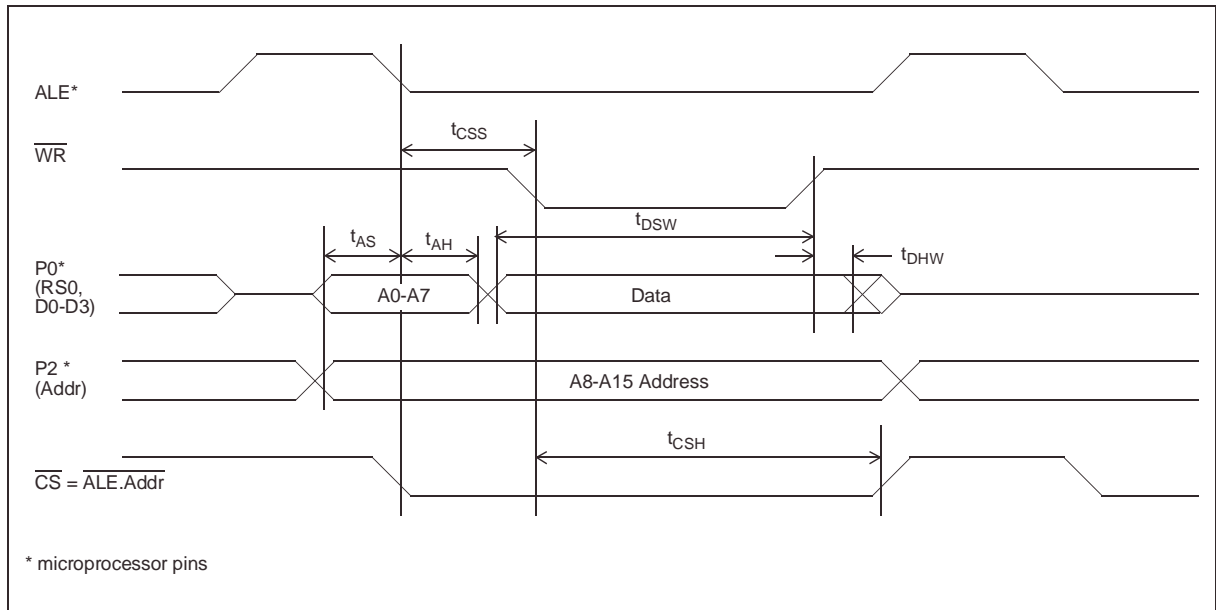 ALE*
tCSS
WR
tDSW
tAS
tAH
tDHW
P0*
(RS0,
D0-D3)
A0-A7
Data
P2 *
(Addr)
A8-A15 Address
tCSH
CS = ALE.Addr
* microprocessor pins